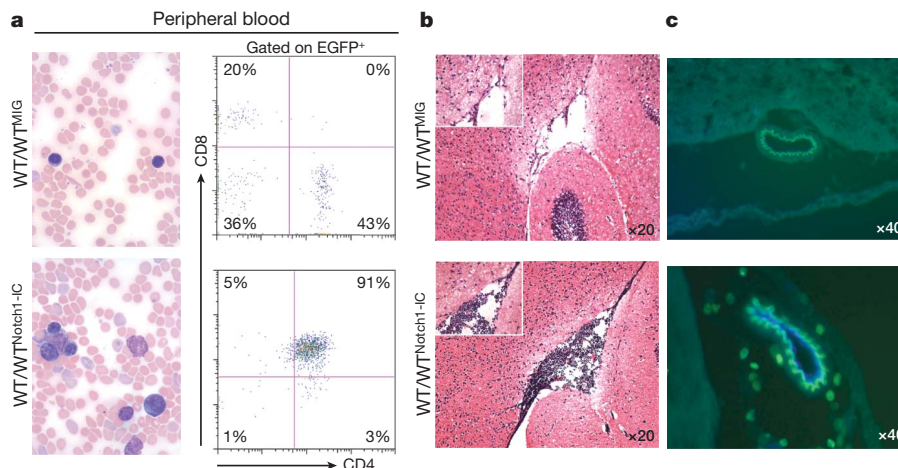 a
Peripheral blood
b
c
Gated on EGFP⁺
WT/WTᴹᴵᴳ
20%
0%
CD8
36%
43%
×20
×40
WT/WTᴺᵒᵗᶜʰ¹⁻ᴵᶜ
5%
91%
1%
3%
CD4
×20
×40